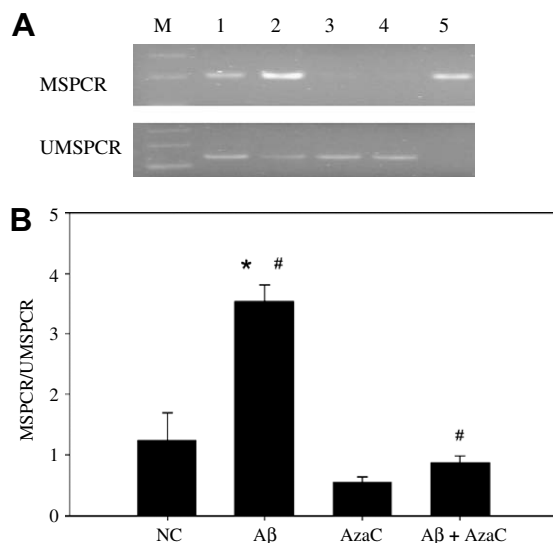 A
M 1 2 3 4 5
MSPCR
UMSPCR
B
5
* #
4
3
MSPCR/UMSPCR
2
#
1
0
NC Aβ AzaC Aβ + AzaC